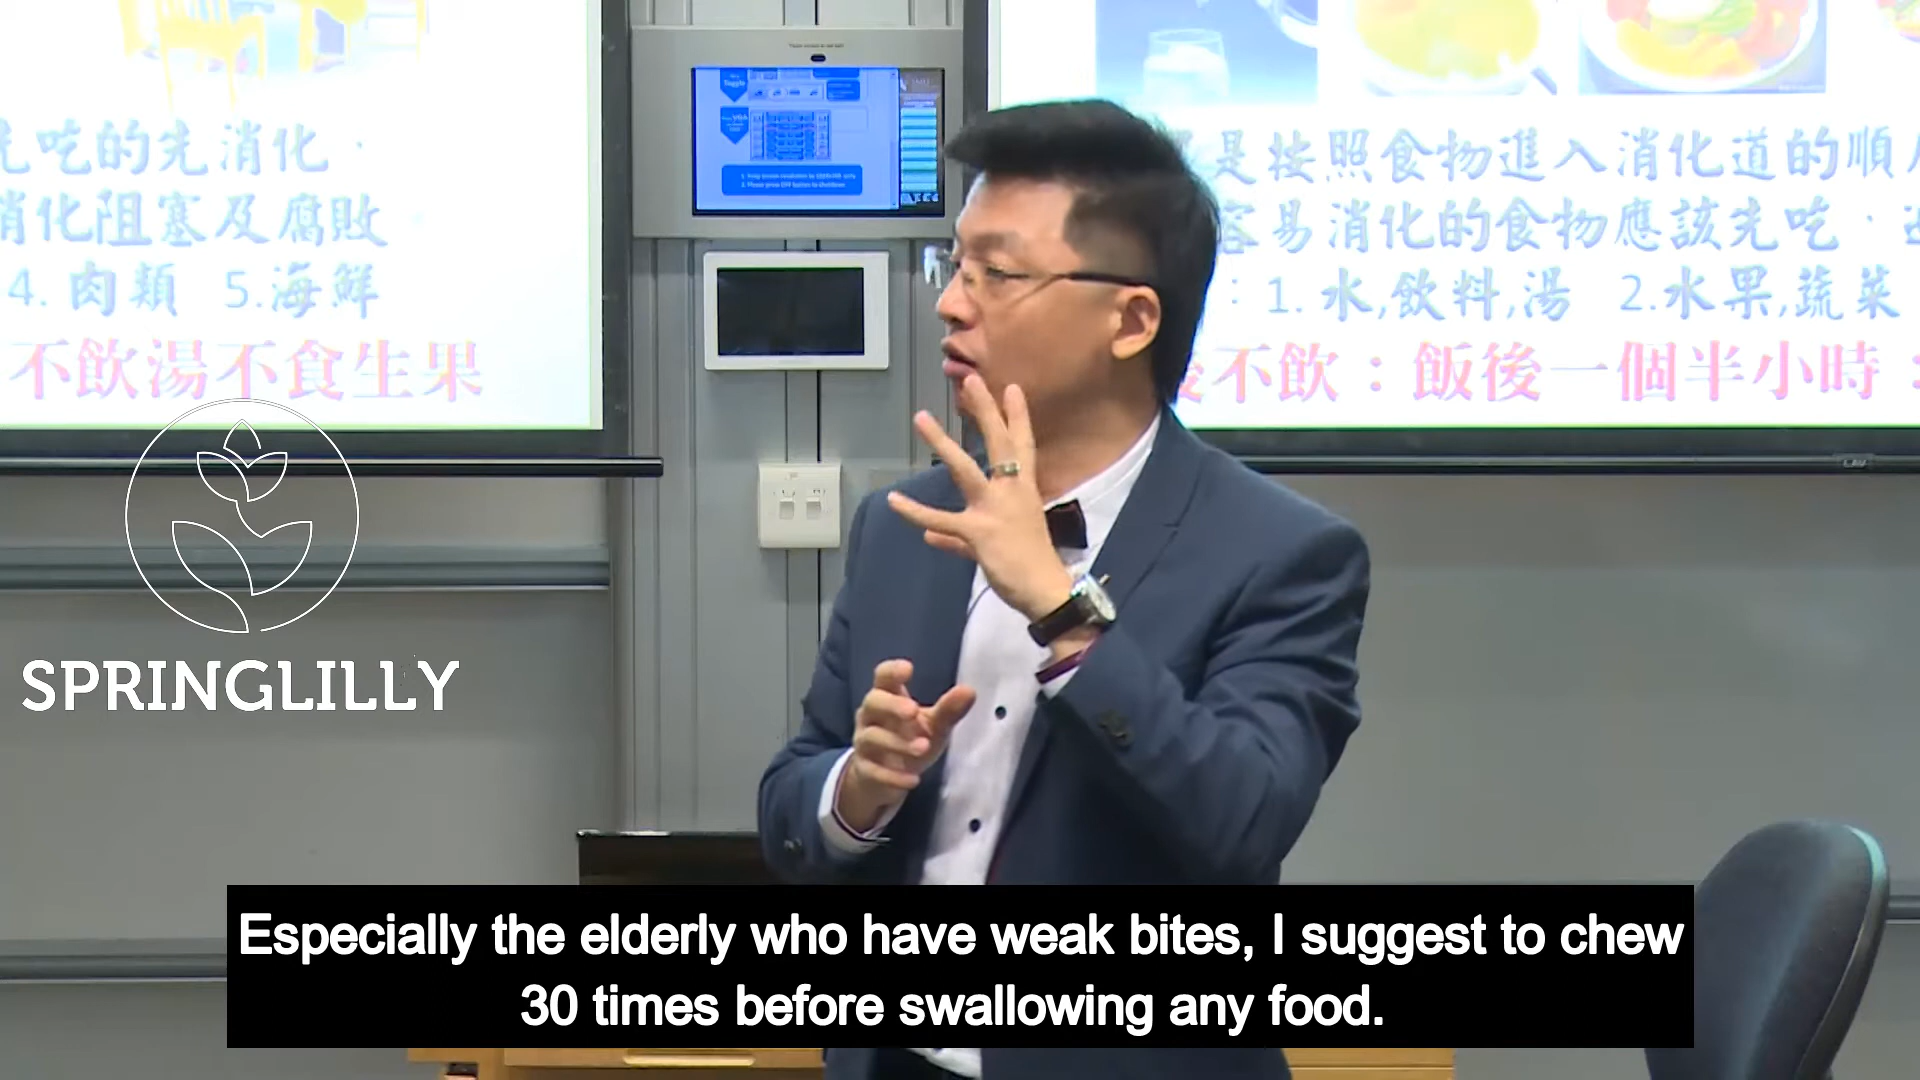 先吃的先消化，
消化阻塞及腐敗
4. 肉類 5.海鮮
不飲湯不食生果
是按照食物進入消化道的順
容易消化的食物應該先吃，
：1. 水,飲料,湯 2.水果,蔬菜
後不飲：飯後一個半小時：
SPRINGLILLY
Especially the elderly who have weak bites, I suggest to chew
30 times before swallowing any food.